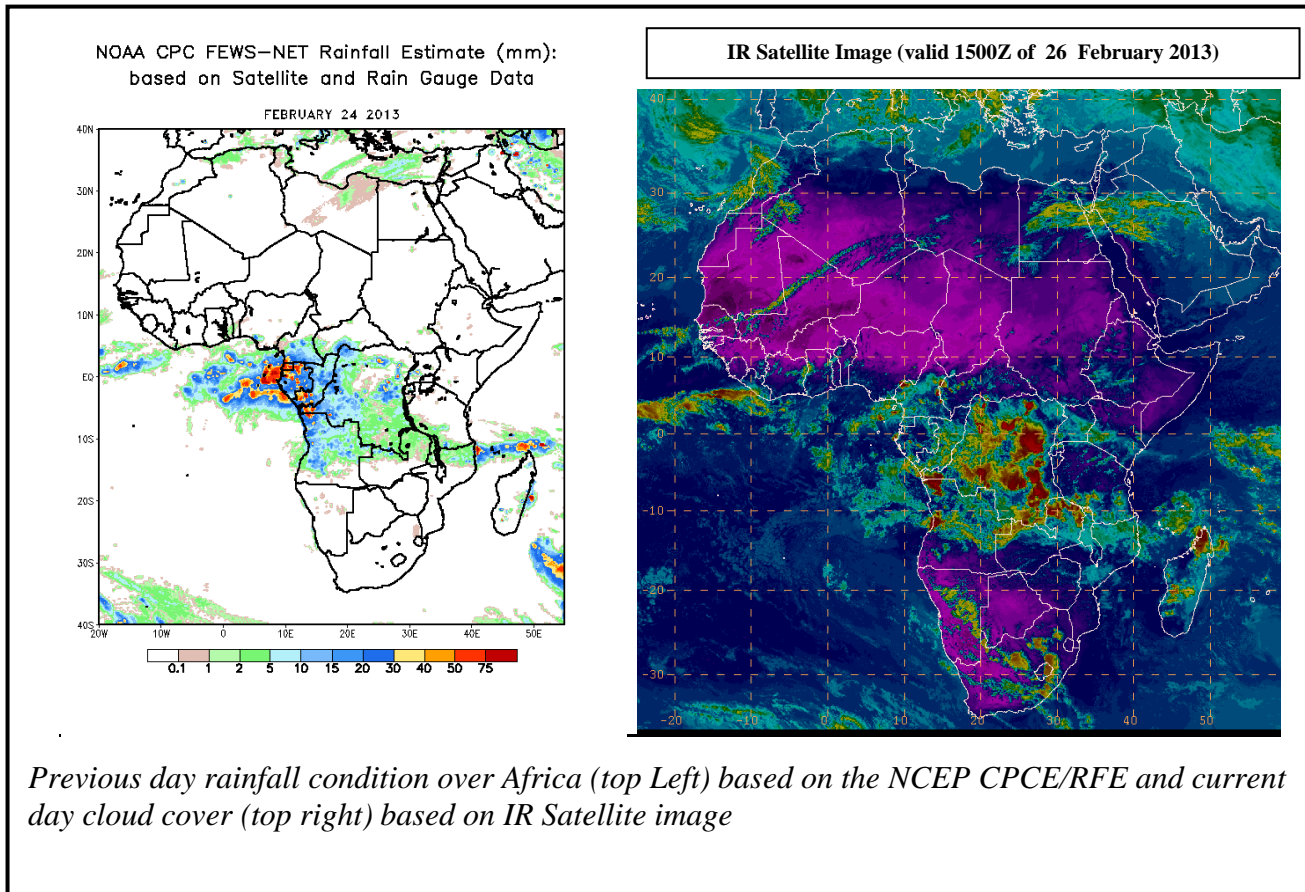 NOAA CPC FEWS-NET Rainfall Estimate (mm):
based on Satellite and Rain Gauge Data
FEBRUARY 24 2013
40N
30N
20N
10N
EQ
10S
20S
30S
40S
20W 10W 0 10E 20E 30E 40E 50E
0.1 1 2 5 10 15 20 30 40 50 75
IR Satellite Image (valid 1500Z of 26 February 2013)
40
30
20
10
0
-10
-20
-30
-20 -10 0 10 20 30 40 50
Previous day rainfall condition over Africa (top Left) based on the NCEP CPCE/RFE and current
day cloud cover (top right) based on IR Satellite image